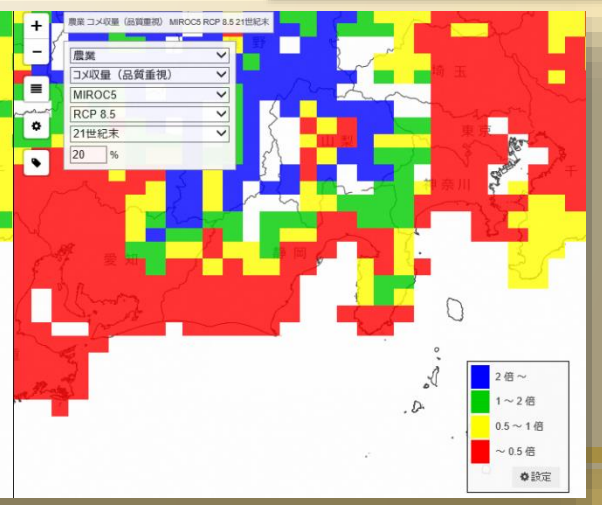 農業 コメ収量（品質重視） MIROC5 RCP 8.5 21世紀末
+
−
農業
コメ収量（品質重視）
MIROC5
RCP 8.5
21世紀末
20 %
野
埼玉
山梨
東京
神奈川
千
愛知
静岡
2 倍 ～
1 ～ 2 倍
0.5 ～ 1 倍
～ 0.5 倍
設定